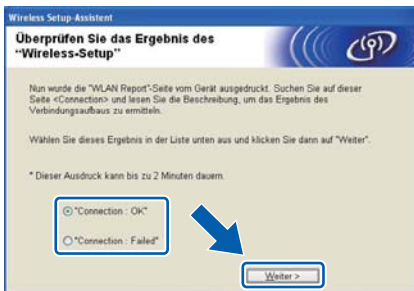 Wireless Setup-Assistent
Überprüfen Sie das Ergebnis des
“Wireless-Setup”
Nun wurde die "WLAN Report"-Seite vom Gerät ausgedruckt. Suchen Sie auf dieser
Seite <Connection> und lesen Sie die Beschreibung, um das Ergebnis des
Verbindungsaufbaus zu ermitteln.
Wählen Sie dieses Ergebnis in der Liste unten aus und klicken Sie dann auf "Weiter".
* Dieser Ausdruck kann bis zu 2 Minuten dauern.
"Connection : OK"
"Connection : Failed"
Weiter >